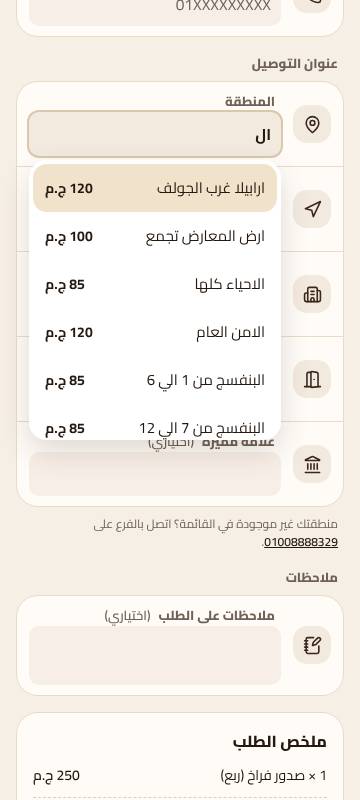 01XXXXXXXXX
عنوان التوصيل
المنطقة
ال
ارابيلا غرب الجولف 120 ج.م
ارض المعارض تجمع 100 ج.م
الاحياء كلها 85 ج.م
الامن العام 120 ج.م
البنفسج من 1 الي 6 85 ج.م
البنفسج من 7 الي 12 85 ج.م
علامة مميزة (اختياري)
منطقتك غير موجودة في القائمة؟ اتصل بالفرع على
01008888329.
ملاحظات
ملاحظات على الطلب (اختياري)
ملخص الطلب
1 × صدور فراخ (ربع) 250 ج.م